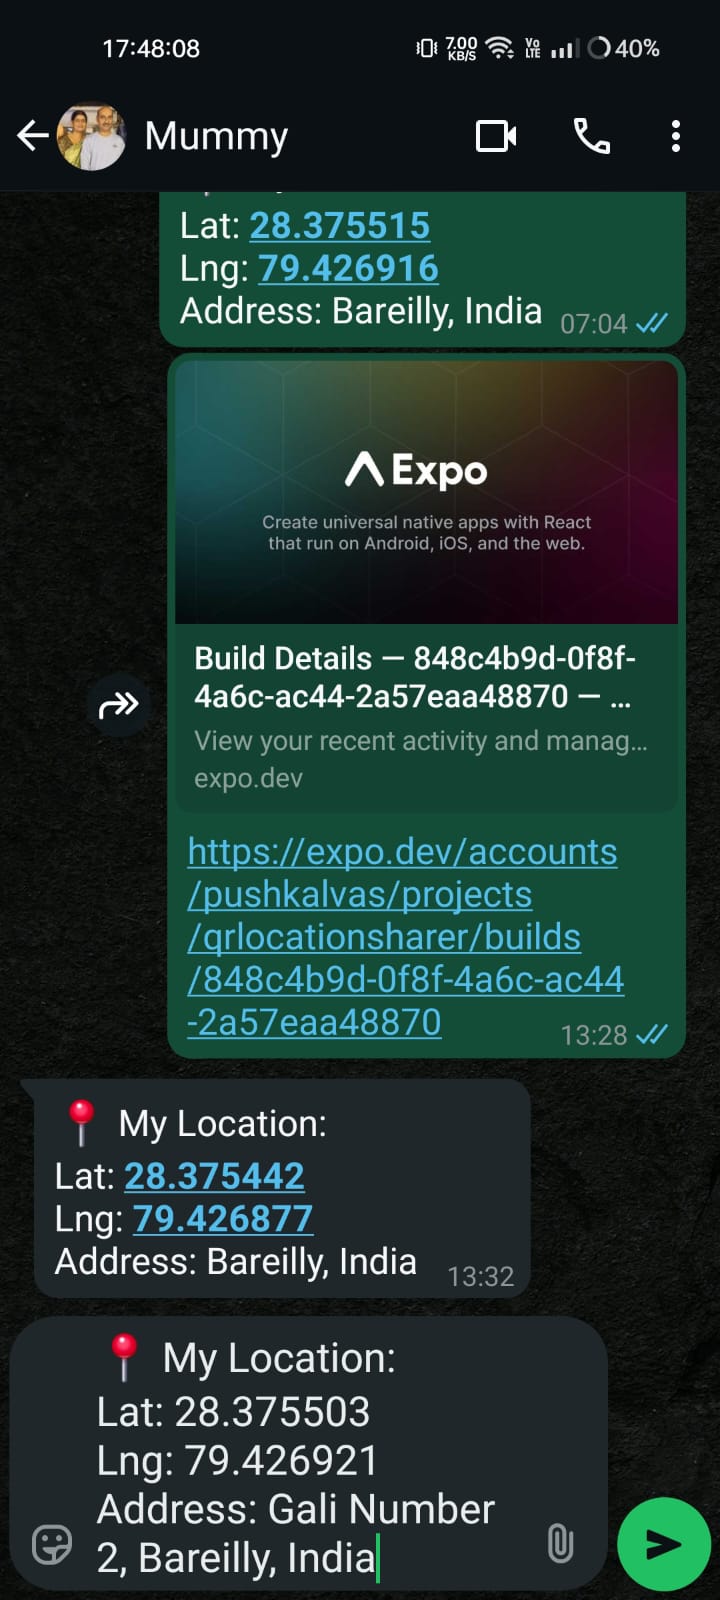 17:48:08
7.00 KB/S
Vo LTE
40%
Mummy
Lat: 28.375515
Lng: 79.426916
Address: Bareilly, India 07:04
Expo
Create universal native apps with React
that run on Android, iOS, and the web.
Build Details — 848c4b9d-0f8f-
4a6c-ac44-2a57eaa48870 — ...
View your recent activity and manag...
expo.dev
https://expo.dev/accounts
/pushkalvas/projects
/qrlocationsharer/builds
/848c4b9d-0f8f-4a6c-ac44
-2a57eaa48870 13:28
📍 My Location:
Lat: 28.375442
Lng: 79.426877
Address: Bareilly, India 13:32
📍 My Location:
Lat: 28.375503
Lng: 79.426921
Address: Gali Number
2, Bareilly, India